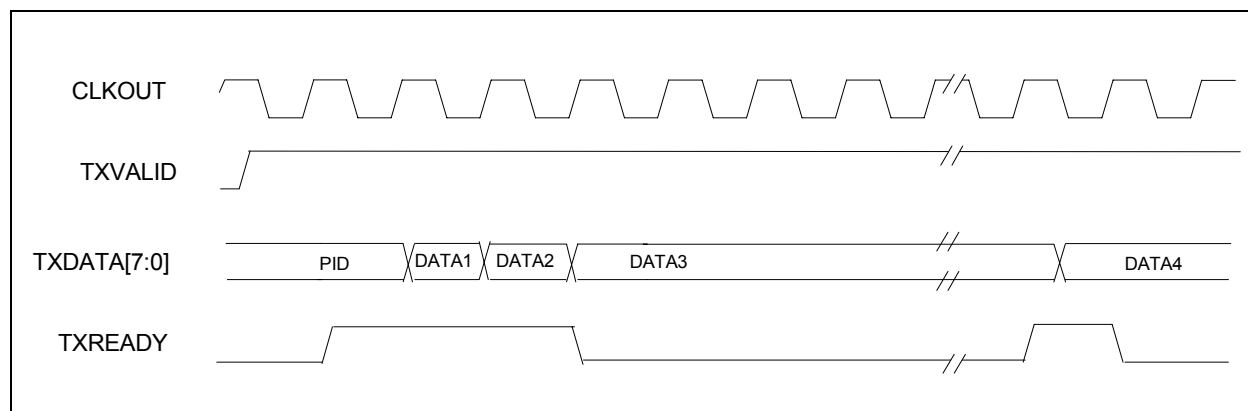 CLKOUT
TXVALID
TXDATA[7:0] PID DATA1 DATA2 DATA3 DATA4
TXREADY